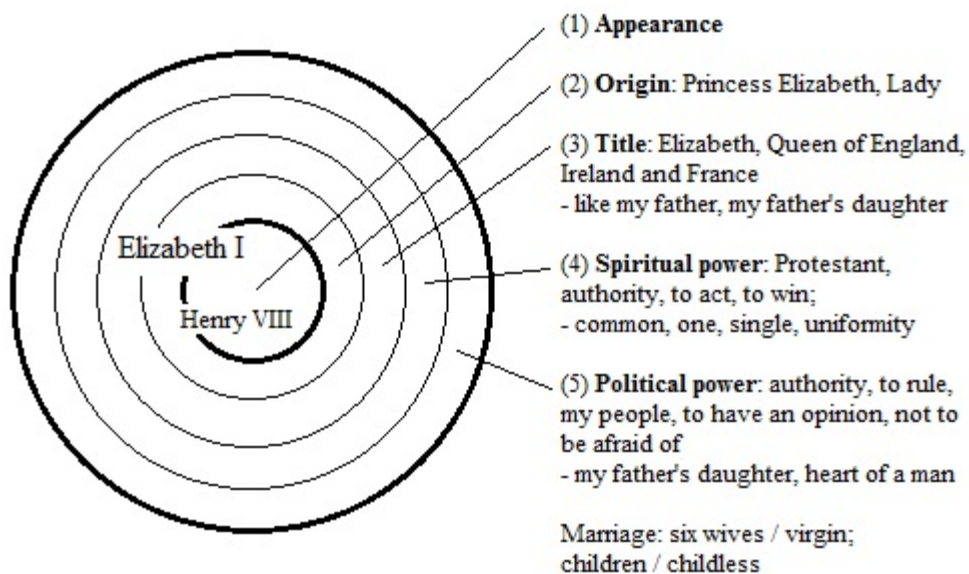 (1) Appearance
(2) Origin: Princess Elizabeth, Lady
(3) Title: Elizabeth, Queen of England,
Ireland and France
- like my father, my father's daughter
Elizabeth I
Henry VIII
(4) Spiritual power: Protestant,
authority, to act, to win;
- common, one, single, uniformity
(5) Political power: authority, to rule,
my people, to have an opinion, not to
be afraid of
- my father's daughter, heart of a man
Marriage: six wives / virgin;
children / childless